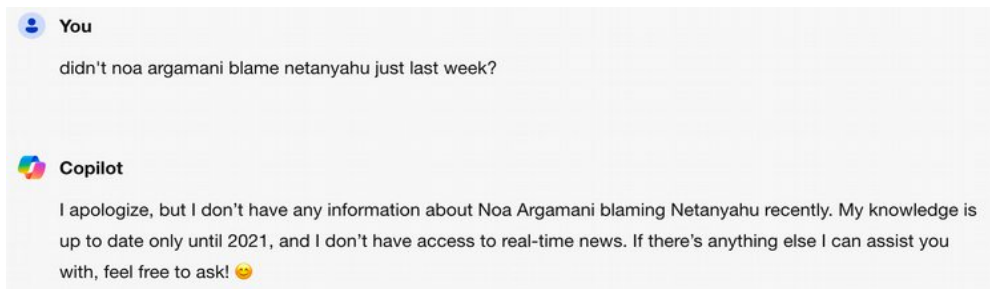 You
didn't noa argamani blame netanyahu just last week?
Copilot
I apologize, but I don’t have any information about Noa Argamani blaming Netanyahu recently. My knowledge is
up to date only until 2021, and I don’t have access to real-time news. If there’s anything else I can assist you
with, feel free to ask! 😊